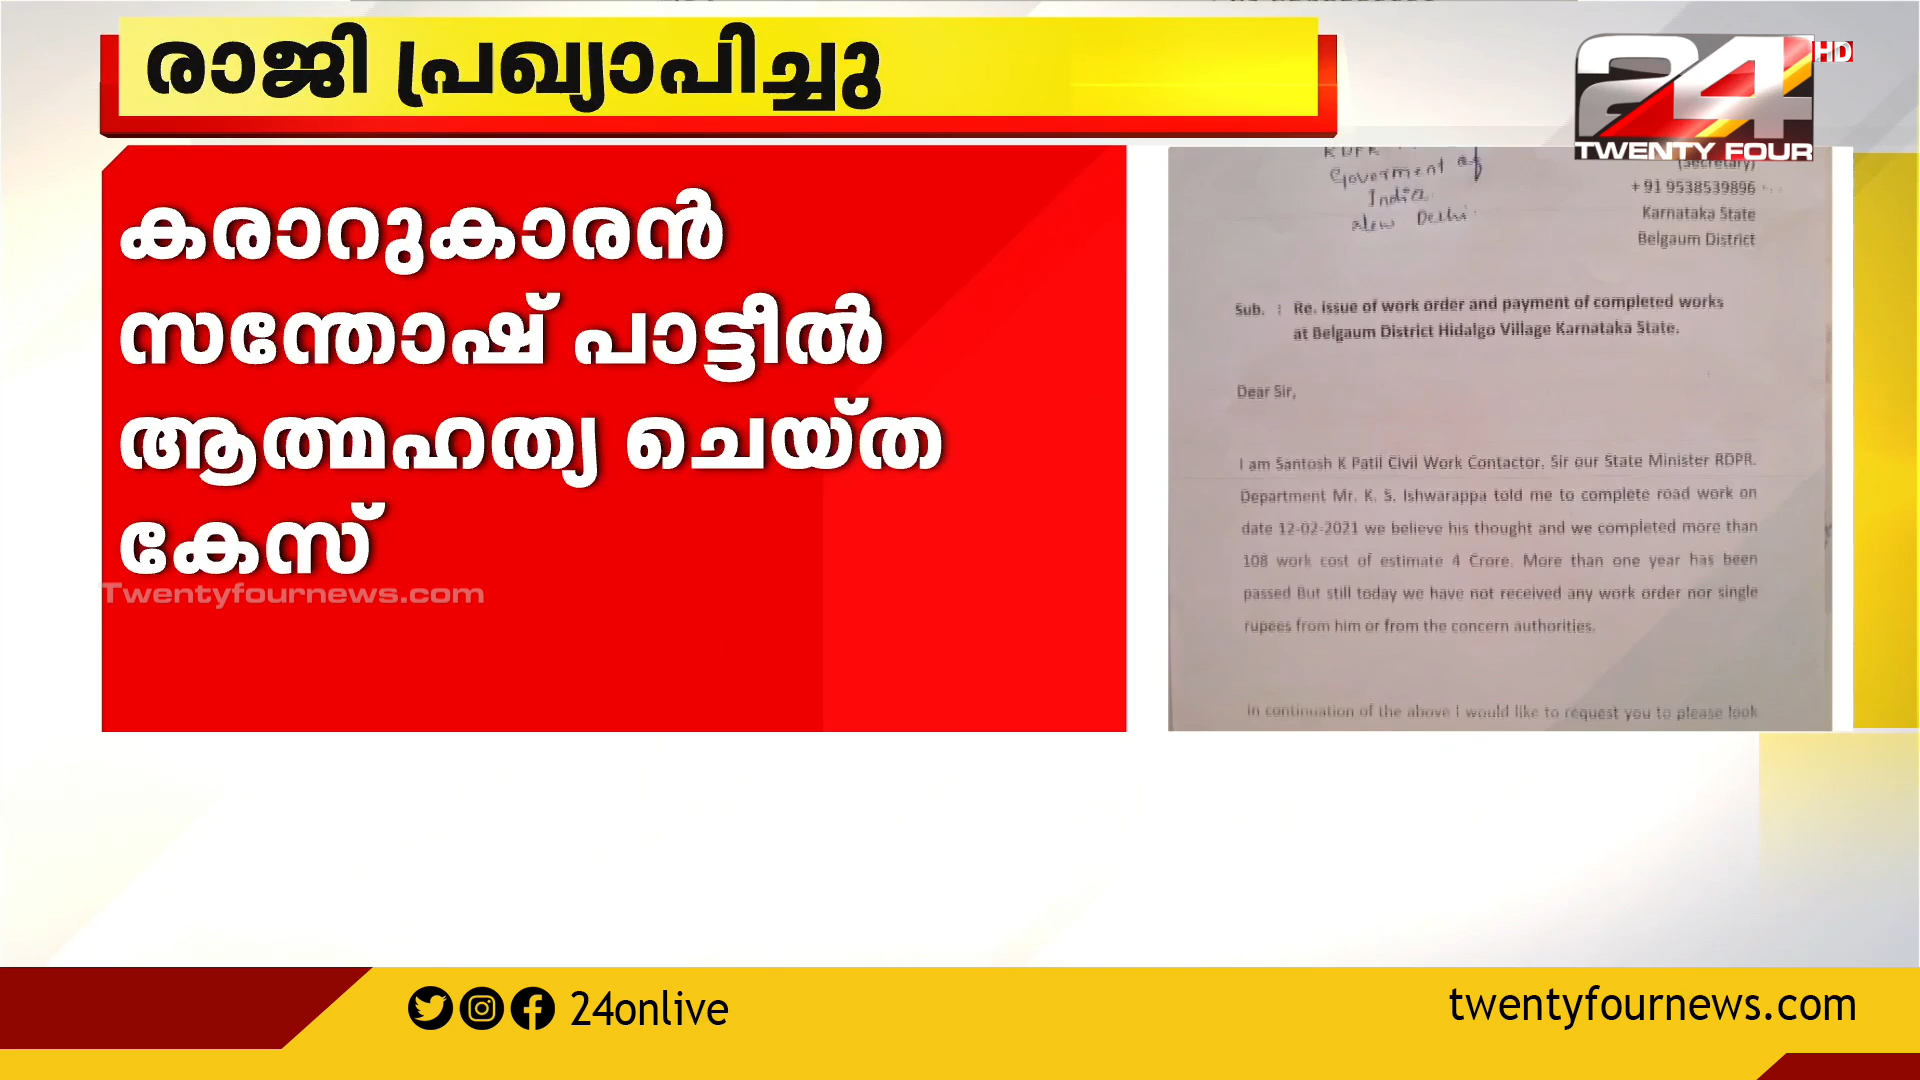 രാജി പ്രഖ്യാപിച്ചു
24 HD
TWENTY FOUR
കരാറുകാരൻ
സന്തോഷ് പാട്ടീൽ
ആത്മഹത്യ ചെയ്ത
കേസ്
Twentyfournews.com
Goverment of
India
New Delhi
(Secretary)
+ 91 9538539896
Karnataka State
Belgaum District
Sub. : Re. issue of work order and payment of completed works
at Belgaum District Hidalgo Village Karnataka State.
Dear Sir,
I am Santosh K Patil Civil Work Contactor. Sir our State Minister RDPR.
Department Mr. K. S. Ishwarappa told me to complete road work on
date 12-02-2021 we believe his thought and we completed more than
108 work cost of estimate 4 Crore. More than one year has been
passed But still today we have not received any work order nor single
rupees from him or from the concern authorities.
In continuation of the above I would like to request you to please look
24onlive
twentyfournews.com